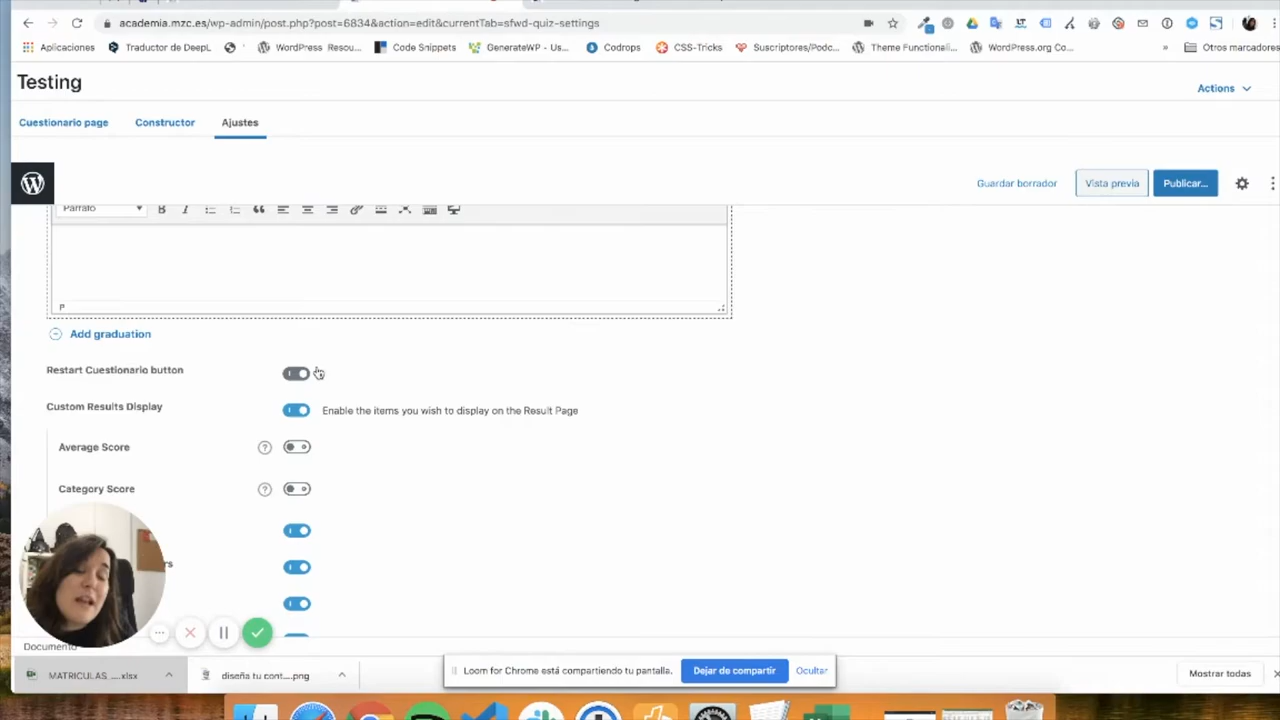 academia.mzc.es/wp-admin/post.php?post=6834&action=edit&currentTab=sfwd-quiz-settings
Aplicaciones Traductor de DeepL WordPress Resou... Code Snippets GenerateWP - Us... Codrops CSS-Tricks Suscriptores/Podc... Theme Functionali... WordPress.org Co... » Otros marcadores
Testing
Actions
Cuestionario page Constructor Ajustes
Guardar borrador Vista previa Publicar...
Párrafo B I
P
Add graduation
Restart Cuestionario button
Custom Results Display Enable the items you wish to display on the Result Page
Average Score ?
Category Score ?
rs
Documento
MATRICULAS_....xlsx diseña tu cont....png Loom for Chrome está compartiendo tu pantalla. Dejar de compartir Ocultar Mostrar todas